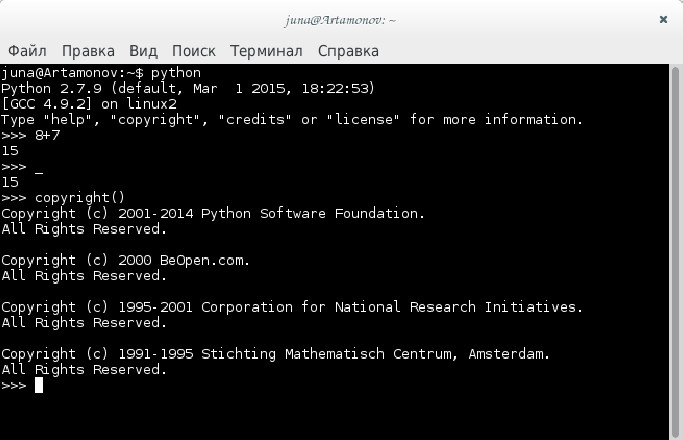 juna@Artamonov: ~
Файл Правка Вид Поиск Терминал Справка
juna@Artamonov:~$ python
Python 2.7.9 (default, Mar  1 2015, 18:22:53)
[GCC 4.9.2] on linux2
Type "help", "copyright", "credits" or "license" for more information.
>>> 8+7
15
>>> _
15
>>> copyright()
Copyright (c) 2001-2014 Python Software Foundation.
All Rights Reserved.

Copyright (c) 2000 BeOpen.com.
All Rights Reserved.

Copyright (c) 1995-2001 Corporation for National Research Initiatives.
All Rights Reserved.

Copyright (c) 1991-1995 Stichting Mathematisch Centrum, Amsterdam.
All Rights Reserved.
>>>